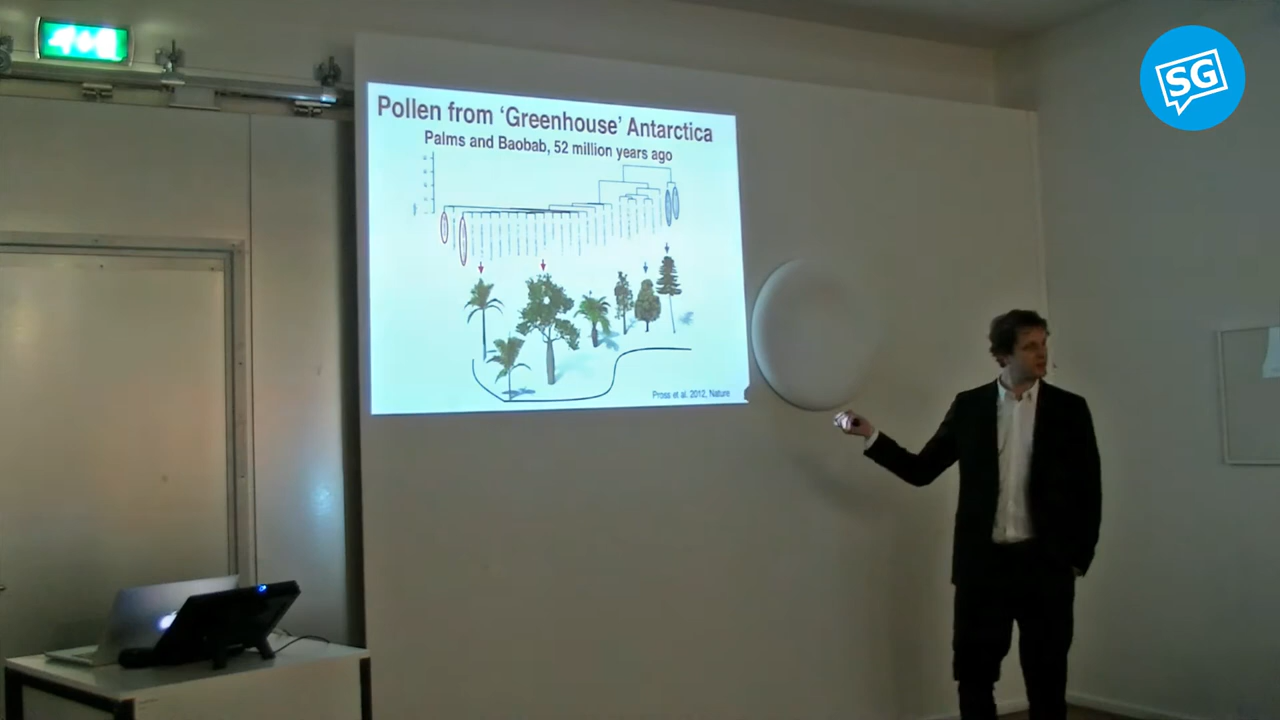 SG
Pollen from ‘Greenhouse’ Antarctica
Palms and Baobab, 52 million years ago
Pross et al. 2012, Nature